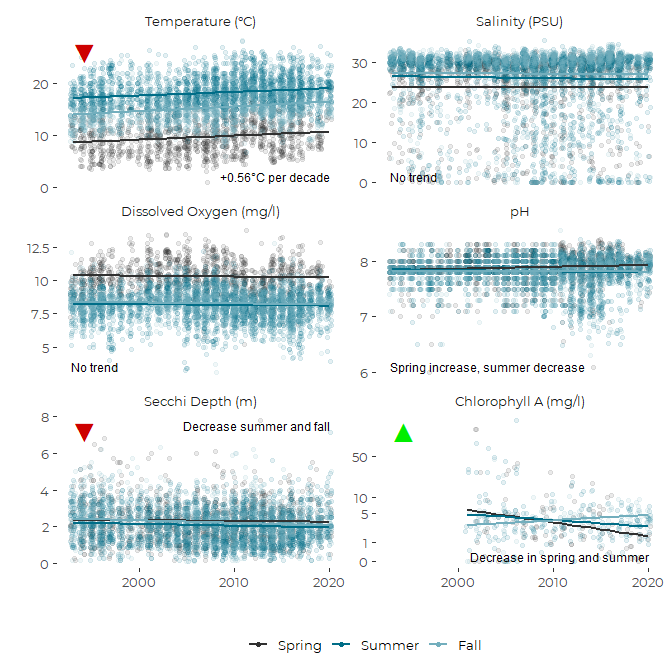 Temperature (°C)
20
10
0
+0.56°C per decade
Salinity (PSU)
30
20
10
0
No trend
Dissolved Oxygen (mg/l)
12.5
10
7.5
5
No trend
pH
8
7
6
Spring increase, summer decrease
Secchi Depth (m)
8
6
4
2
0
Decrease summer and fall
2000
2010
2020
Chlorophyll A (mg/l)
50
10
5
1
0
Decrease in spring and summer
2000
2010
2020
Spring Summer Fall